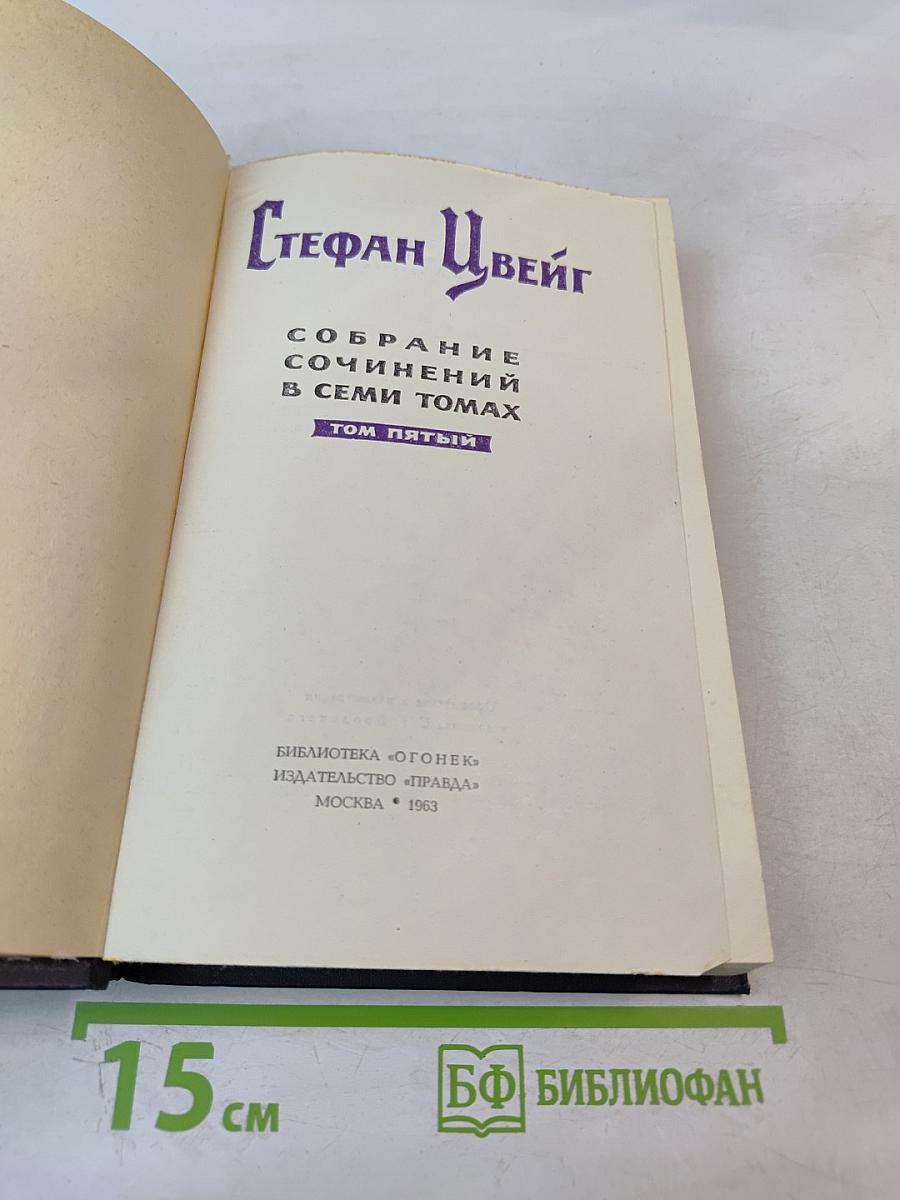 Стефан Цвейг
СОБРАНИЕ
СОЧИНЕНИЙ
В СЕМИ ТОМАХ
ТОМ ПЯТЫЙ
БИБЛИОТЕКА «ОГОНЕК»
ИЗДАТЕЛЬСТВО «ПРАВДА»
МОСКВА • 1963
15 см
БФ БИБЛИОФАН